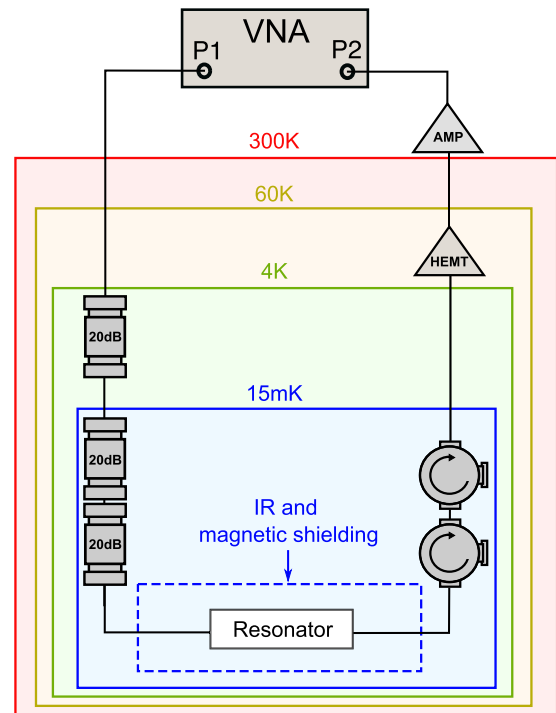 VNA
P1
P2
AMP
300K
60K
HEMT
4K
20dB
15mK
20dB
20dB
IR and
magnetic shielding
Resonator